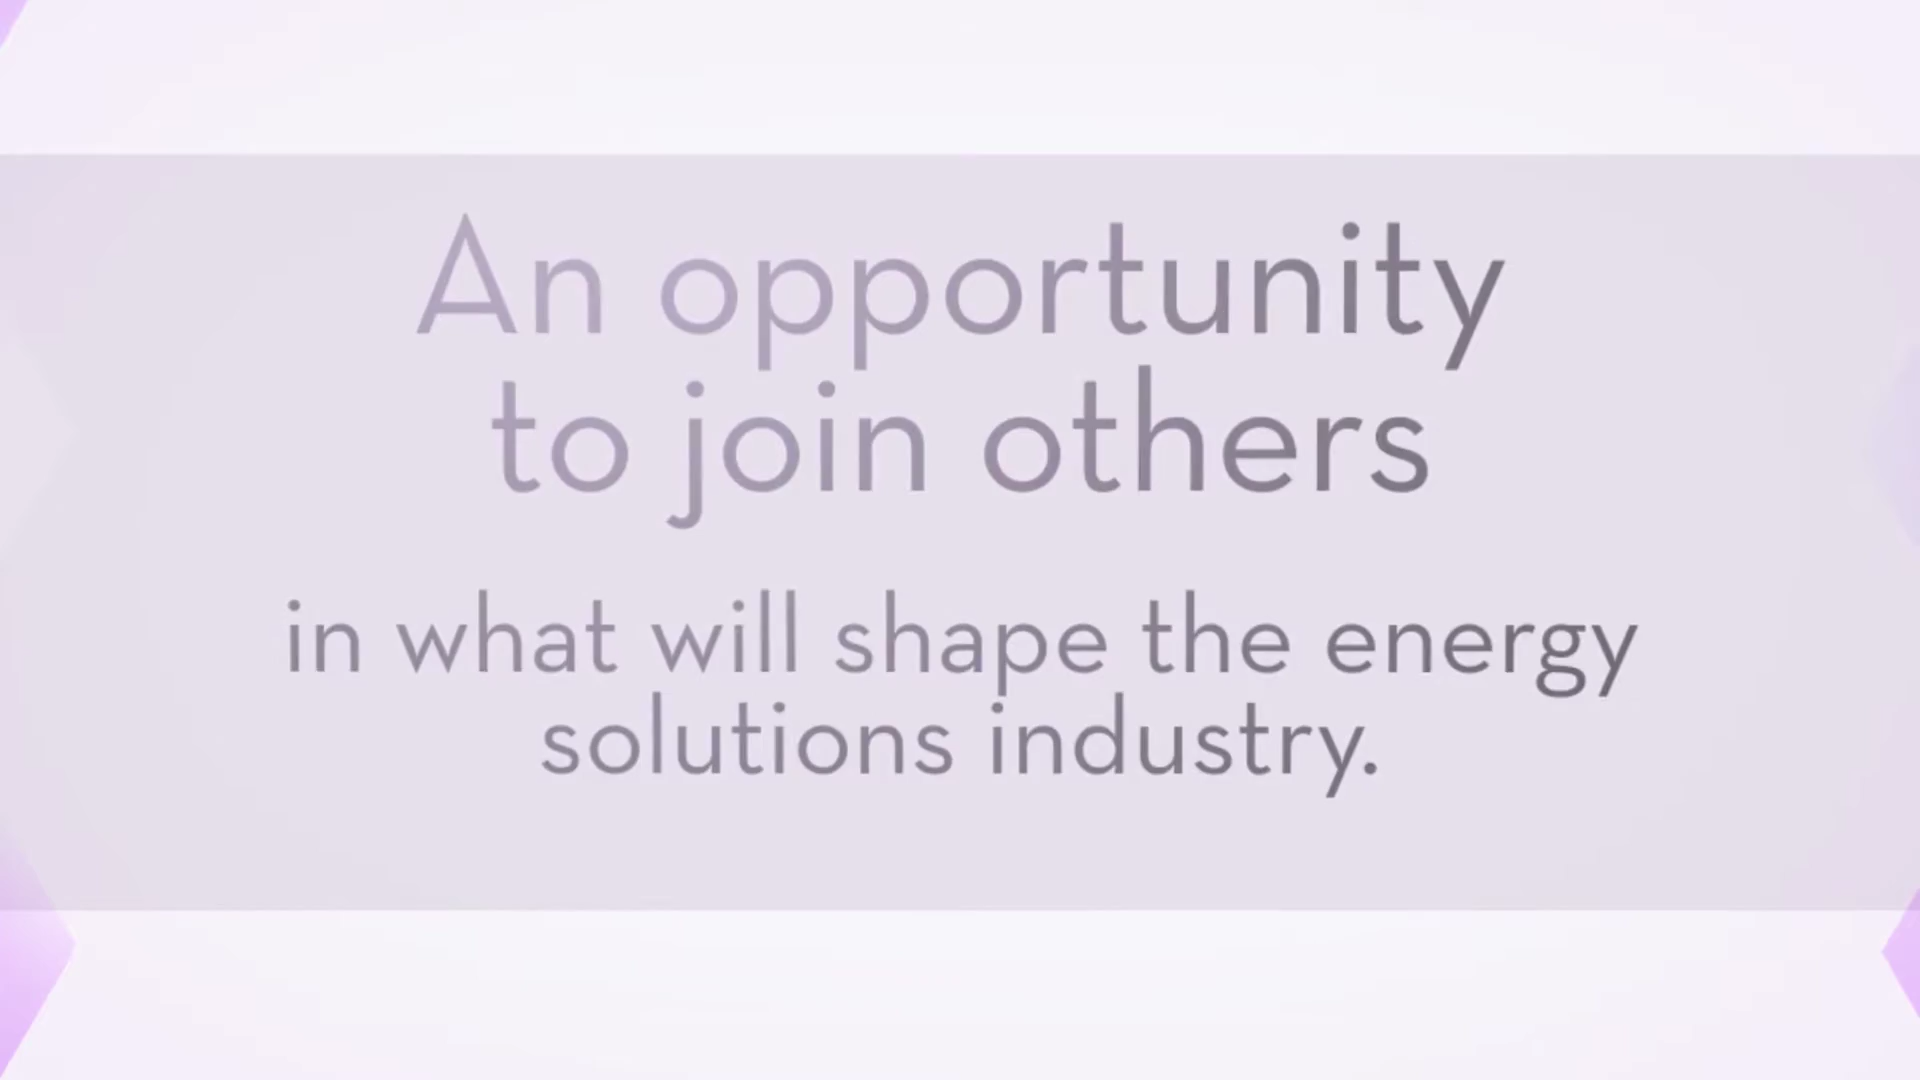 An opportunity
to join others
in what will shape the energy
solutions industry.